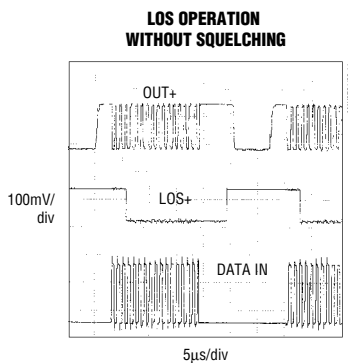 LOS OPERATION
WITHOUT SQUELCHING
OUT+
LOS+
100mV/
div
DATA IN
5μs/div